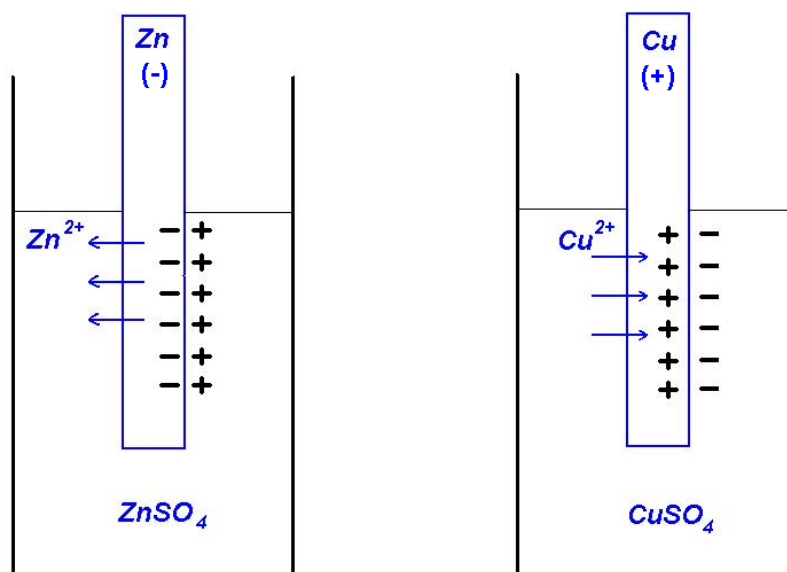 Zn
(-)
Zn²⁺
− +
− +
− +
− +
− +
− +
ZnSO₄
Cu
(+)
Cu²⁺
+ −
+ −
+ −
+ −
+ −
+ −
CuSO₄